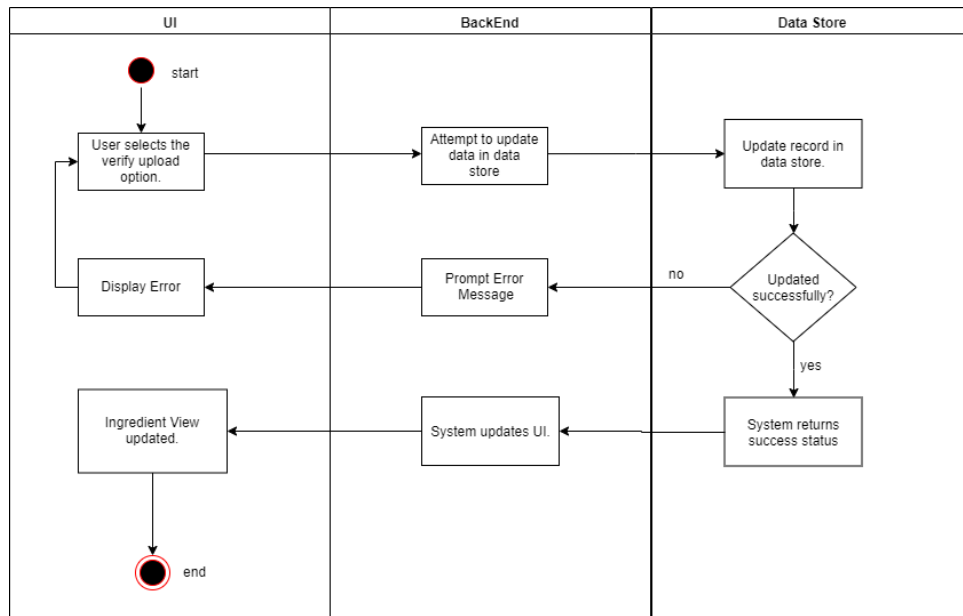 UI
BackEnd
Data Store
start
User selects the
verify upload
option.
Attempt to update
data in data
store
Update record in
data store.
Display Error
Prompt Error
Message
no
Updated
successfully?
yes
Ingredient View
updated.
System updates UI.
System returns
success status
end